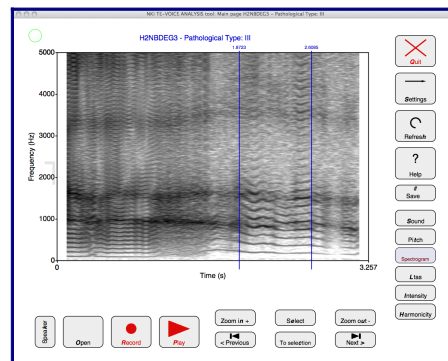 NKI TE-VOICE ANALYSIS tool: Main page H2NBDEG3 - Pathological Type: III
H2NBDEG3 - Pathological Type: III
1.6723 2.6085
5000
4000
3000
2000
1000
0
Frequency (Hz)
0 3.257
Time (s)
Quit
Settings
Refresh
?
Help
#
Save
Sound
Pitch
Spectrogram
Ltas
Intensity
Harmonicity
Speaker
Open
Record
Play
Zoom in +
Select
Zoom out -
< Previous
To selection
Next >